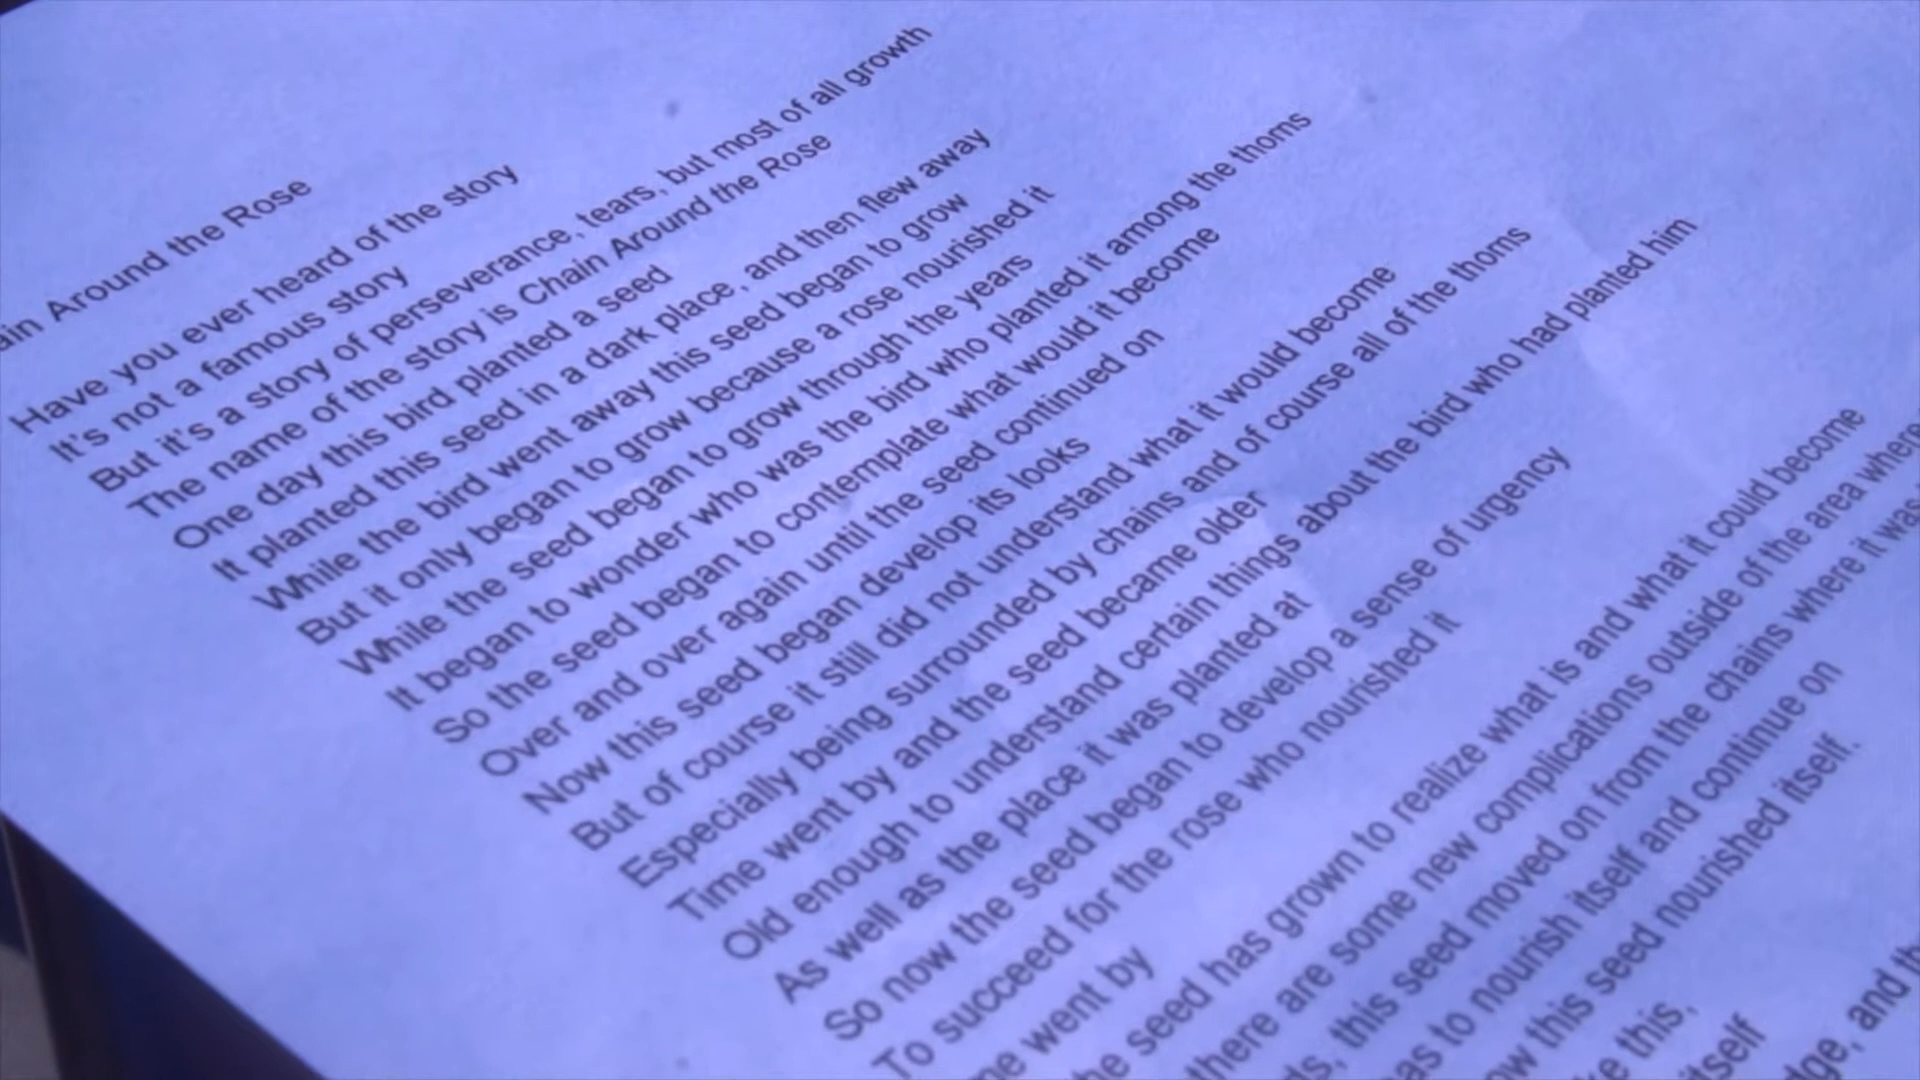 ain Around the Rose
Have you ever heard of the story
It's not a famous story
But it's a story of perseverance, tears, but most of all growth
The name of the story is Chain Around the Rose
One day this bird planted a seed
It planted this seed in a dark place, and then flew away
While the bird went away this seed began to grow
But it only began to grow because a rose nourished it
While the seed began to grow through the years
It began to wonder who was the bird who planted it among the thorns
So the seed began to contemplate what would it become
Over and over again until the seed continued on
Now this seed began develop its looks
But of course it still did not understand what it would become
Especially being surrounded by chains and of course all of the thorns
Time went by and the seed became older
Old enough to understand certain things about the bird who had planted him
As well as the place it was planted at
So now the seed began to develop a sense of urgency
To succeed for the rose who nourished it
me went by
he seed has grown to realize what is and what it could become
there are some new complications outside of the area where
ds, this seed moved on from the chains where it was
as to nourish itself and continue on
ow this seed nourished itself.
ke this,
itself
dge, and th